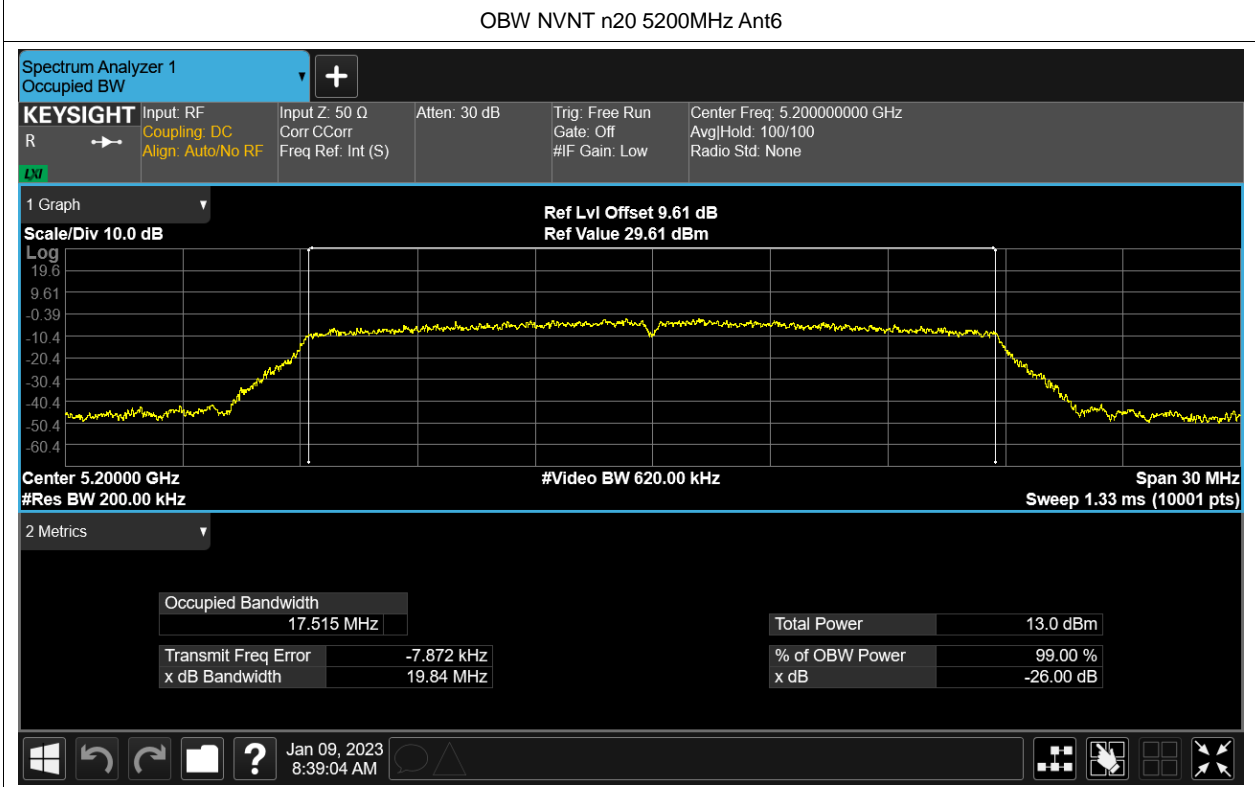 OBW NVNT n20 5200MHz Ant6
Spectrum Analyzer 1
Occupied BW
KEYSIGHT
R
LXI
Input: RF
Coupling: DC
Align: Auto/No RF
Input Z: 50 Ω
Corr CCorr
Freq Ref: Int (S)
Atten: 30 dB
Trig: Free Run
Gate: Off
#IF Gain: Low
Center Freq: 5.200000000 GHz
Avg|Hold: 100/100
Radio Std: None
1 Graph
Scale/Div 10.0 dB
Ref Lvl Offset 9.61 dB
Ref Value 29.61 dBm
Log
19.6
9.61
-0.39
-10.4
-20.4
-30.4
-40.4
-50.4
-60.4
Center 5.20000 GHz
#Res BW 200.00 kHz
#Video BW 620.00 kHz
Span 30 MHz
Sweep 1.33 ms (10001 pts)
2 Metrics
Occupied Bandwidth
17.515 MHz
Transmit Freq Error -7.872 kHz
x dB Bandwidth 19.84 MHz
Total Power 13.0 dBm
% of OBW Power 99.00 %
x dB -26.00 dB
?
Jan 09, 2023
8:39:04 AM